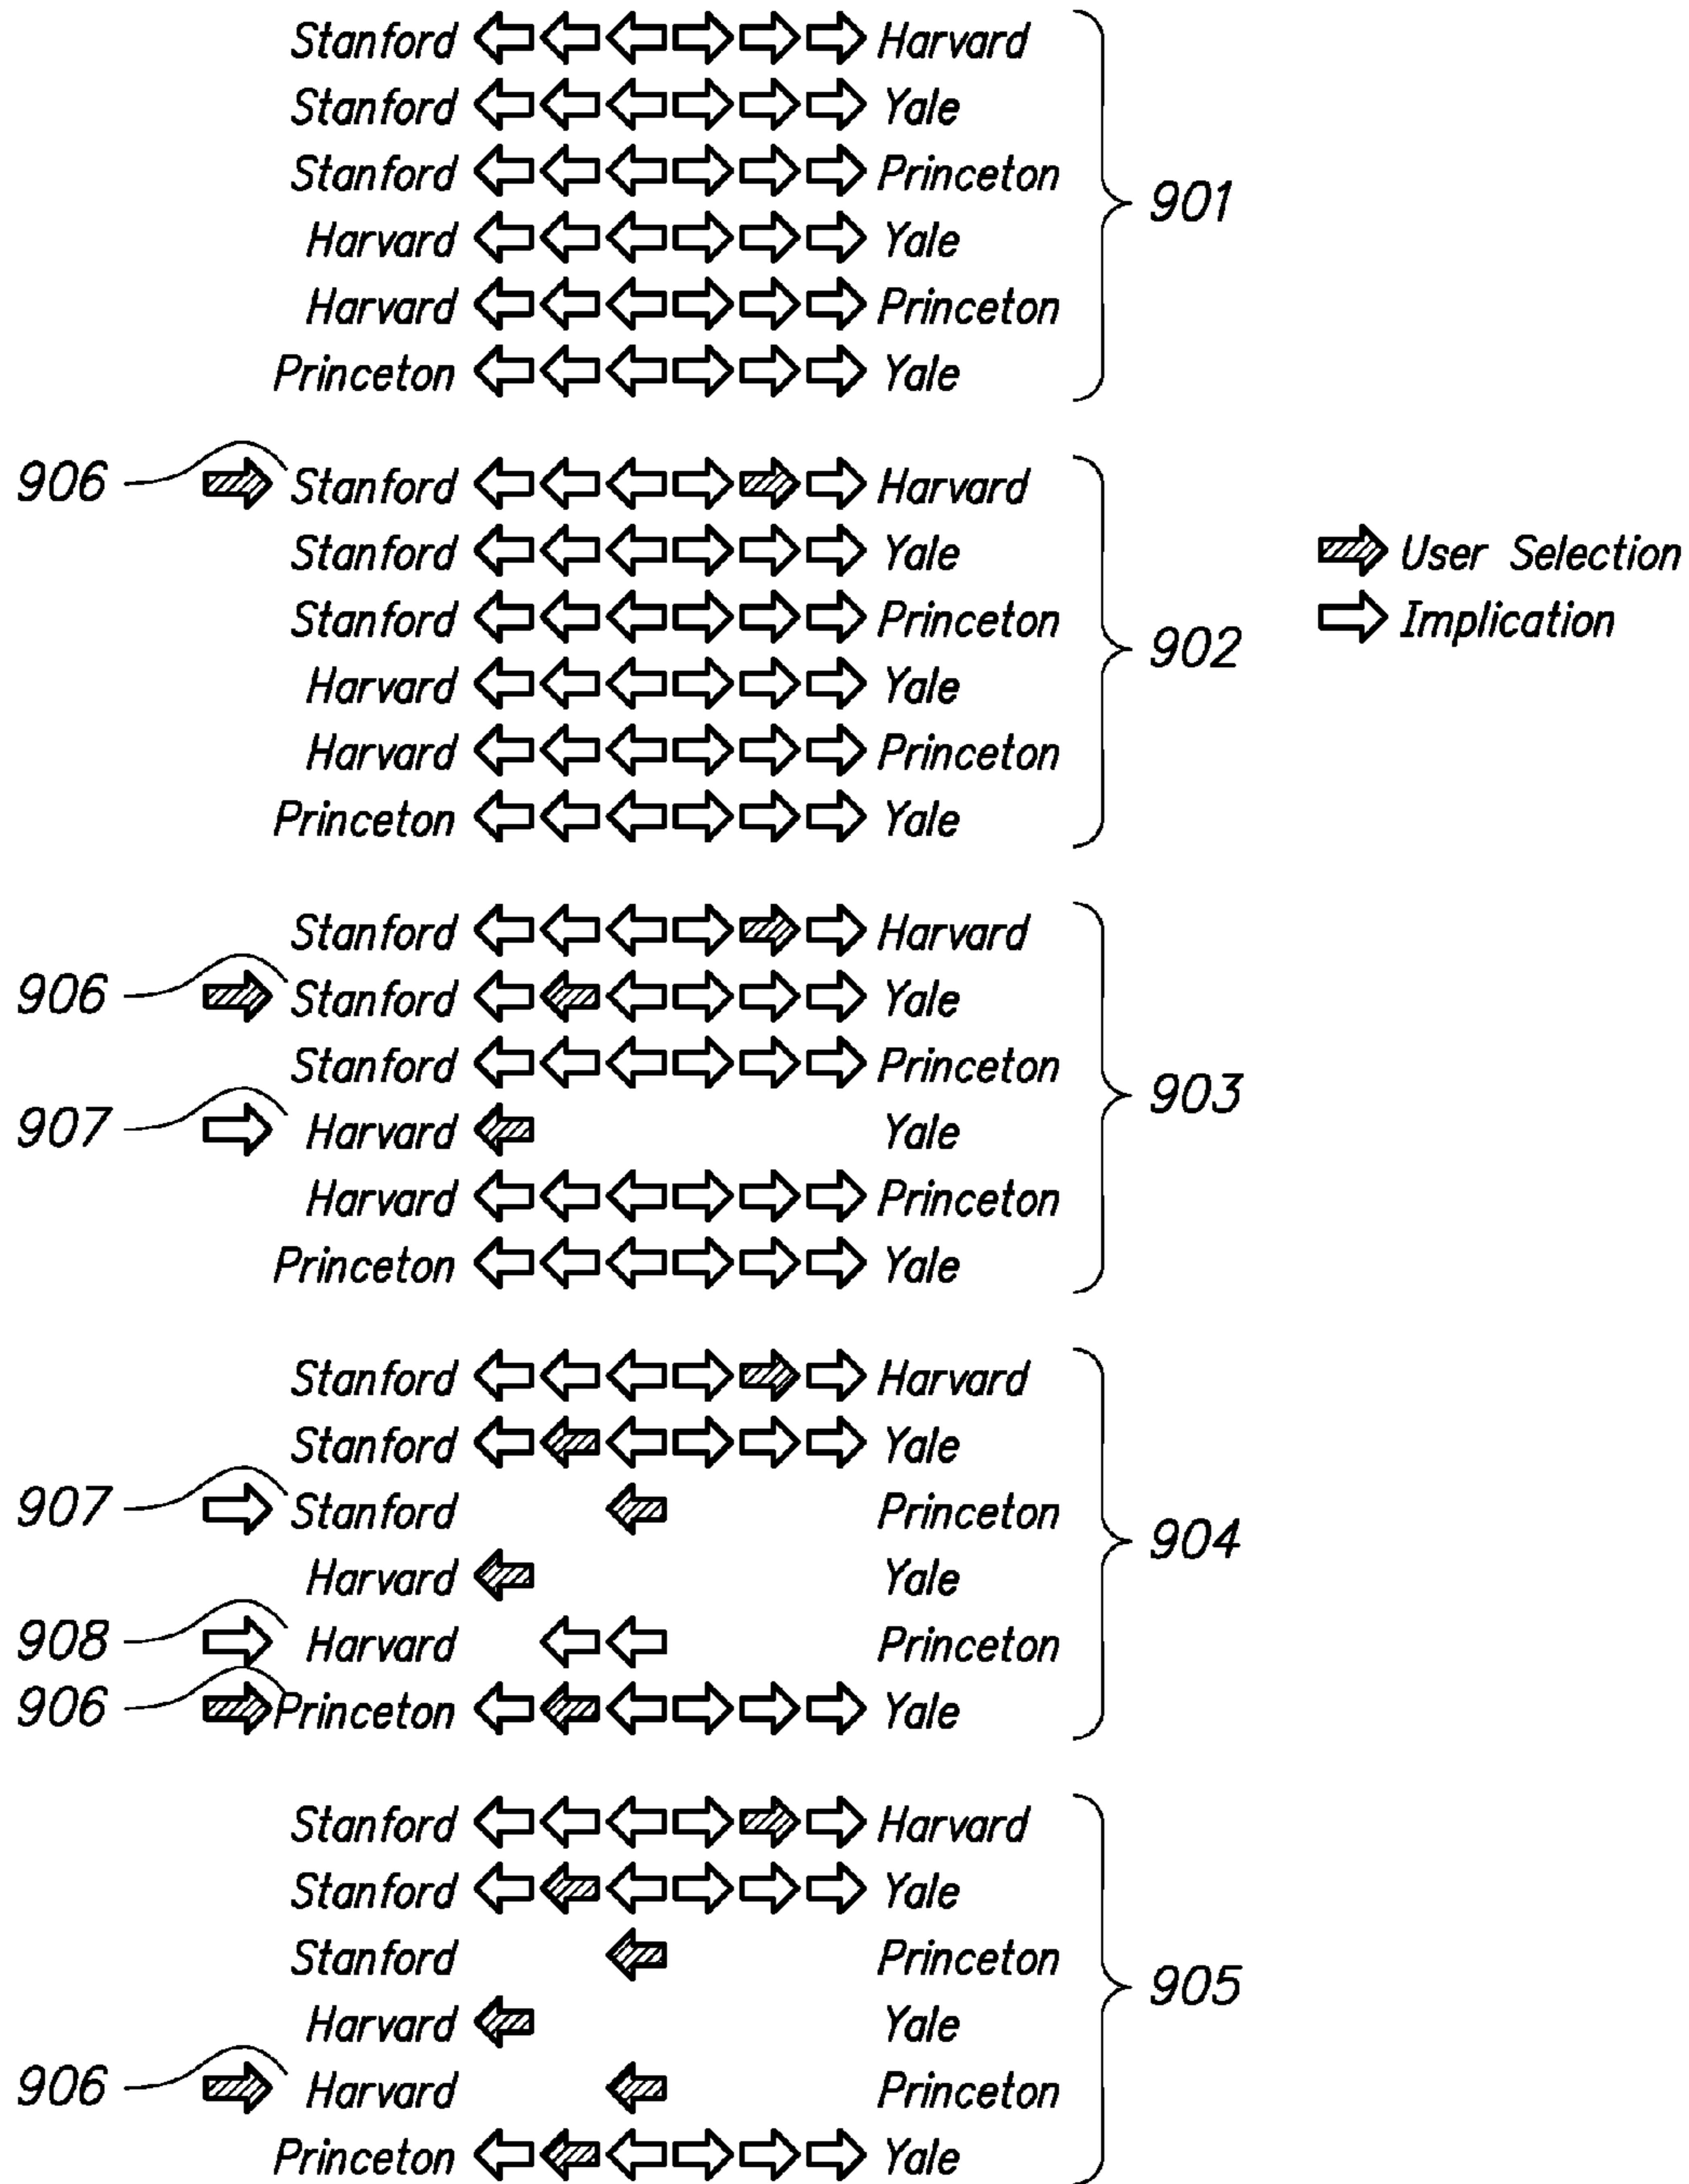 Stanford Harvard
Stanford Yale
Stanford Princeton
901
Harvard Yale
Harvard Princeton
Princeton Yale
906 Stanford Harvard
Stanford Yale
User Selection
Stanford Princeton
Implication
902
Harvard Yale
Harvard Princeton
Princeton Yale
Stanford Harvard
906 Stanford Yale
Stanford Princeton
903
907 Harvard Yale
Harvard Princeton
Princeton Yale
Stanford Harvard
Stanford Yale
907 Stanford Princeton
904
Harvard Yale
908 Harvard Princeton
906 Princeton Yale
Stanford Harvard
Stanford Yale
Stanford Princeton
905
Harvard Yale
906 Harvard Princeton
Princeton Yale